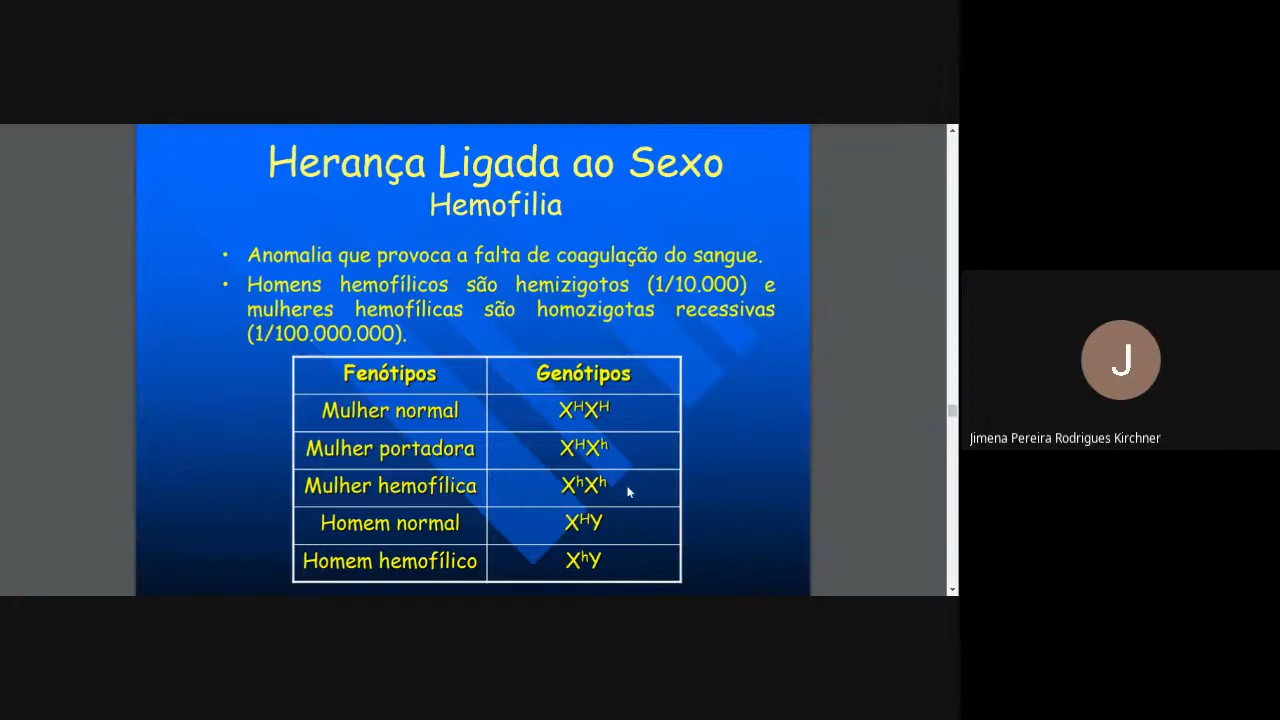 Herança Ligada ao Sexo
Hemofilia
• Anomalia que provoca a falta de coagulação do sangue.
• Homens hemofílicos são hemizigotos (1/10.000) e
mulheres hemofílicas são homozigotas recessivas
(1/100.000.000).
Fenótipos Genótipos
Mulher normal XᴴXᴴ
Mulher portadora XᴴXʰ
Mulher hemofílica XʰXʰ
Homem normal XᴴY
Homem hemofílico XʰY
J
Jimena Pereira Rodrigues Kirchner